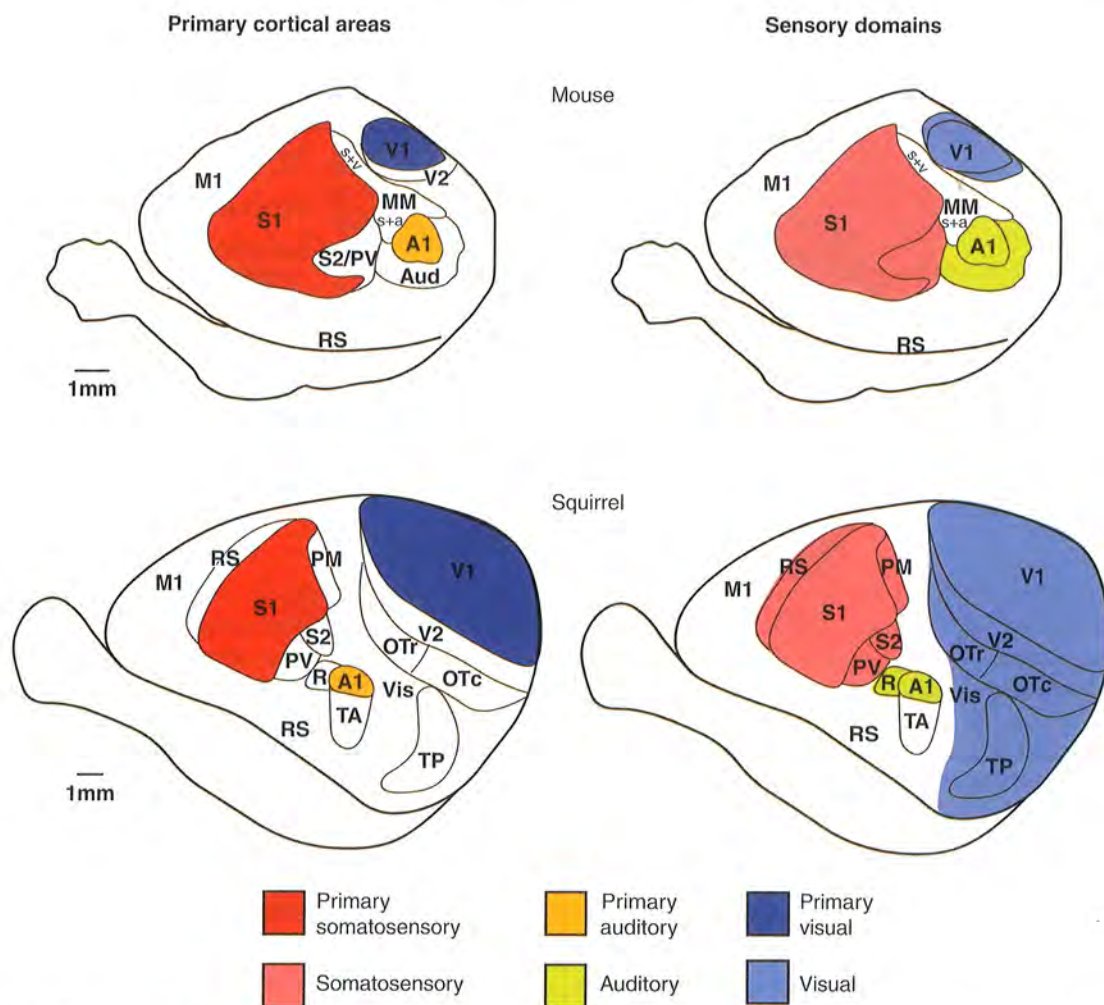 Primary cortical areas
Sensory domains
Mouse
V1
s+v
V2
M1
MM
S1
s+a
A1
S2/PV
Aud
RS
1mm
V1
s+v
M1
MM
S1
s+a
A1
RS
Squirrel
RS
PM
M1
V1
S1
S2
V2
OTr
PV
R
A1
Vis
OTc
TA
RS
TP
1mm
RS
PM
M1
V1
S1
S2
V2
OTr
PV
R
A1
Vis
OTc
TA
RS
TP
Primary
somatosensory
Primary
auditory
Primary
visual
Somatosensory
Auditory
Visual